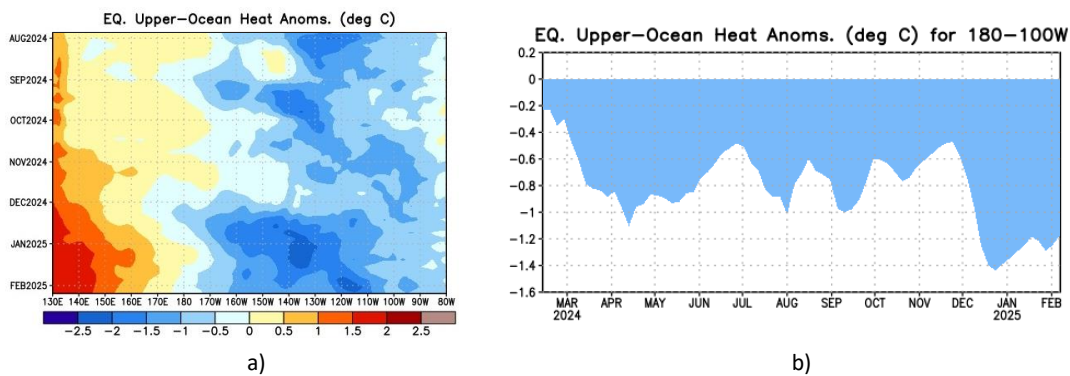 EQ. Upper-Ocean Heat Anoms. (deg C)
AUG2024
SEP2024
OCT2024
NOV2024
DEC2024
JAN2025
FEB2025
130E 140E 150E 160E 170E 180 170W 160W 150W 140W 130W 120W 110W 100W 90W 80W
-2.5 -2 -1.5 -1 -0.5 0 0.5 1 1.5 2 2.5
a)
EQ. Upper-Ocean Heat Anoms. (deg C) for 180-100W
0.2
0
-0.2
-0.4
-0.6
-0.8
-1
-1.2
-1.4
-1.6
MAR APR MAY JUN JUL AUG SEP OCT NOV DEC JAN FEB
2024 2025
b)